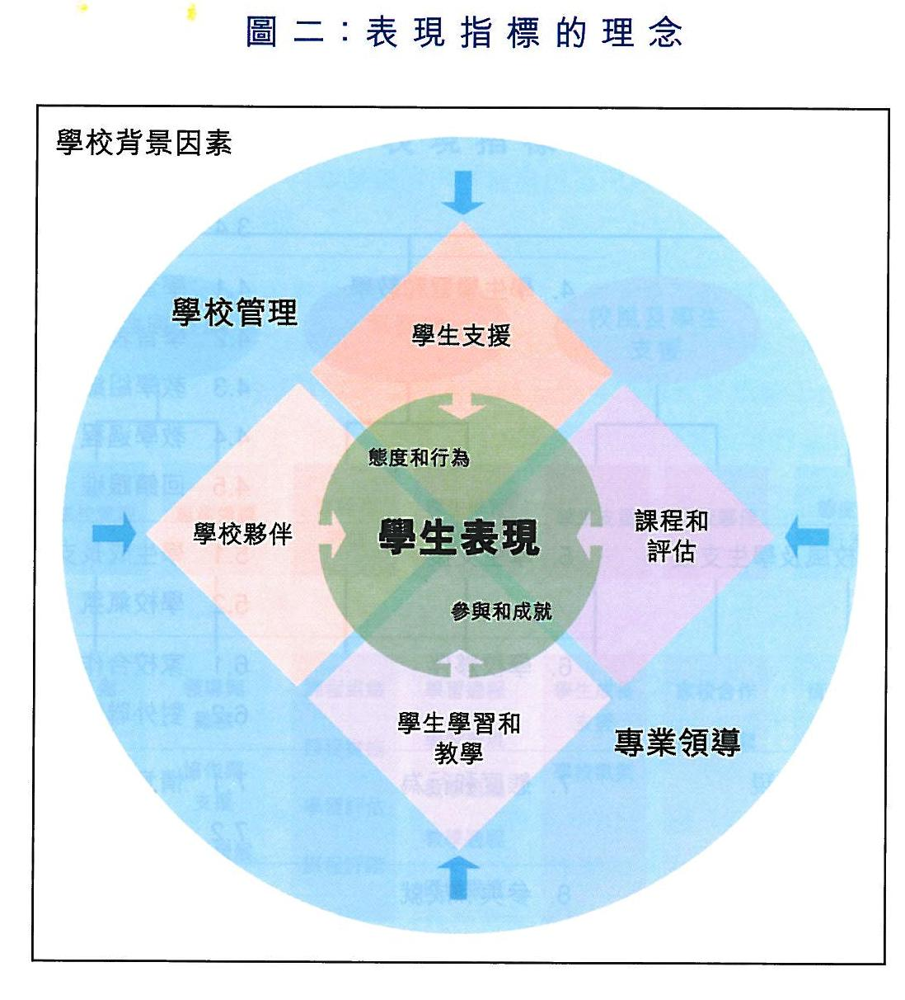 圖二：表現指標的理念
學校背景因素
學校管理
學生支援
態度和行為
學校夥伴
學生表現
課程和
評估
參與和成就
學生學習和
教學
專業領導